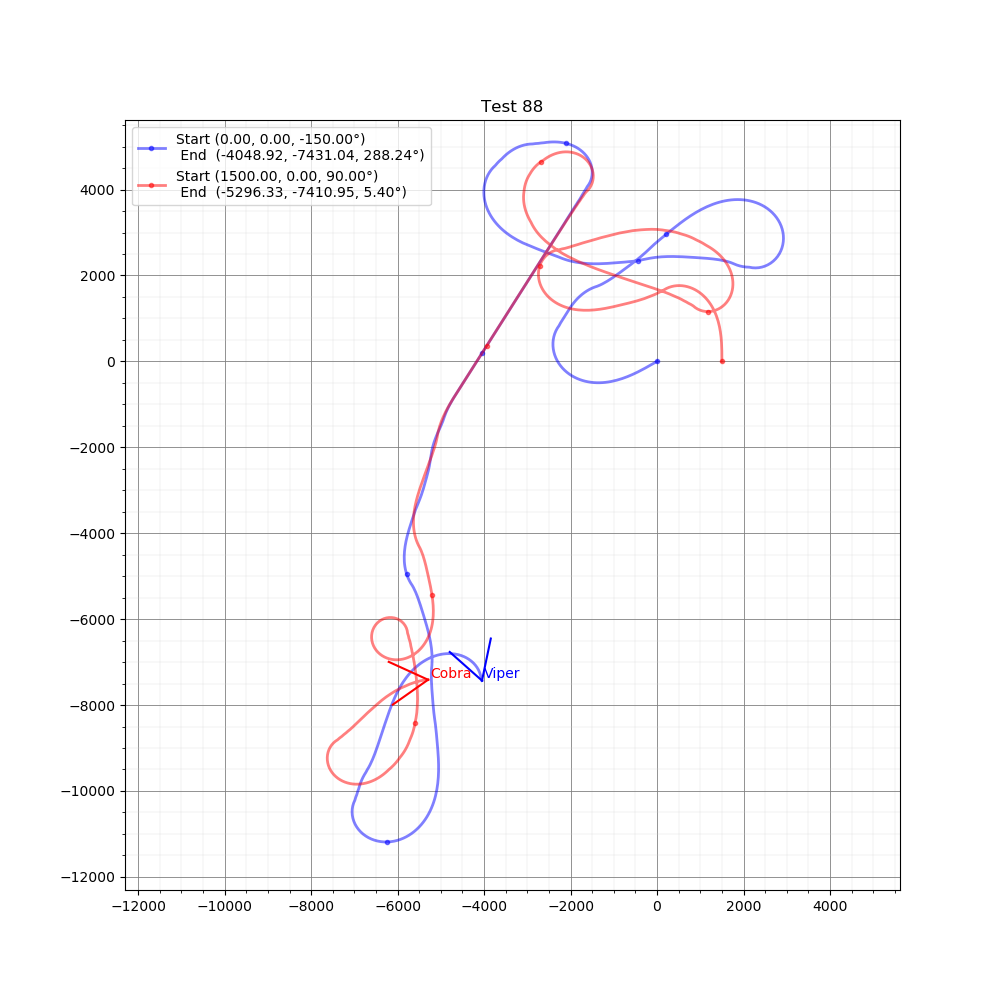 Test 88
Start (0.00, 0.00, -150.00°)
End (-4048.92, -7431.04, 288.24°)
Start (1500.00, 0.00, 90.00°)
End (-5296.33, -7410.95, 5.40°)
4000
2000
0
−2000
−4000
−6000
−8000
−10000
−12000
Cobra
Viper
−12000 −10000 −8000 −6000 −4000 −2000 0 2000 4000